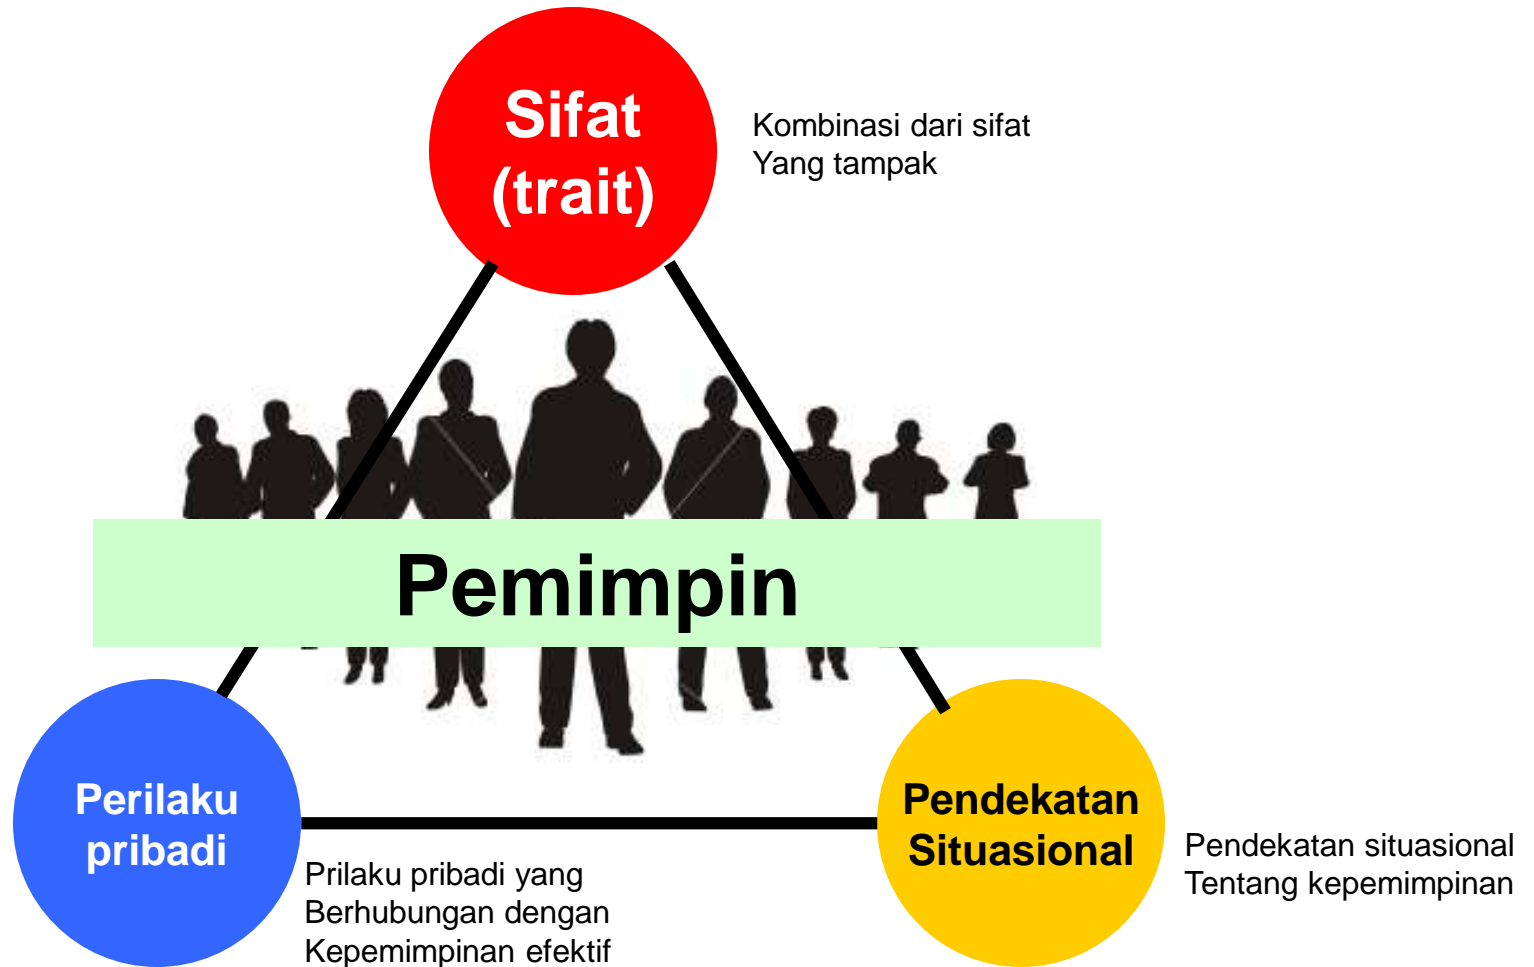 Sifat
(trait)
Kombinasi dari sifat
Yang tampak
Pemimpin
Perilaku
pribadi
Prilaku pribadi yang
Berhubungan dengan
Kepemimpinan efektif
Pendekatan
Situasional
Pendekatan situasional
Tentang kepemimpinan